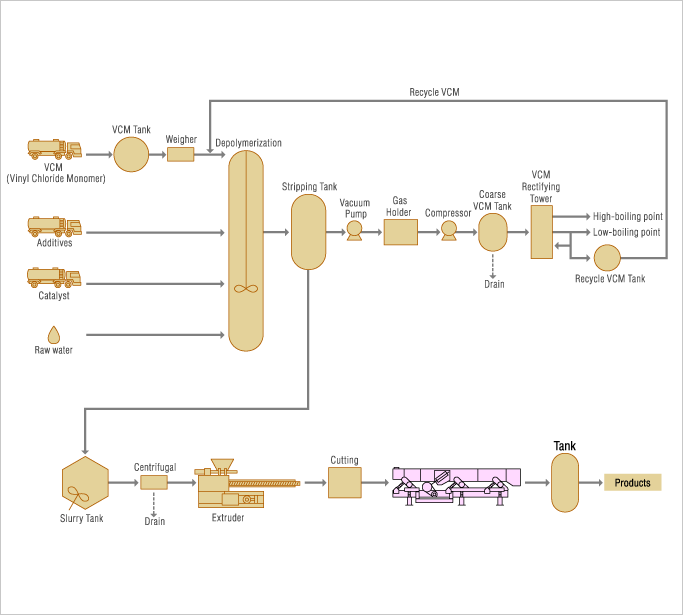 Recycle VCM
VCM Tank
Weigher
Depolymerization
VCM
(Vinyl Chloride Monomer)
Stripping Tank
Vacuum
Pump
Gas
Holder
Compressor
Coarse
VCM Tank
VCM
Rectifying
Tower
High-boiling point
Low-boiling point
Additives
Recycle VCM Tank
Drain
Catalyst
Raw water
Slurry Tank
Centrifugal
Drain
Extruder
Cutting
Tank
Products